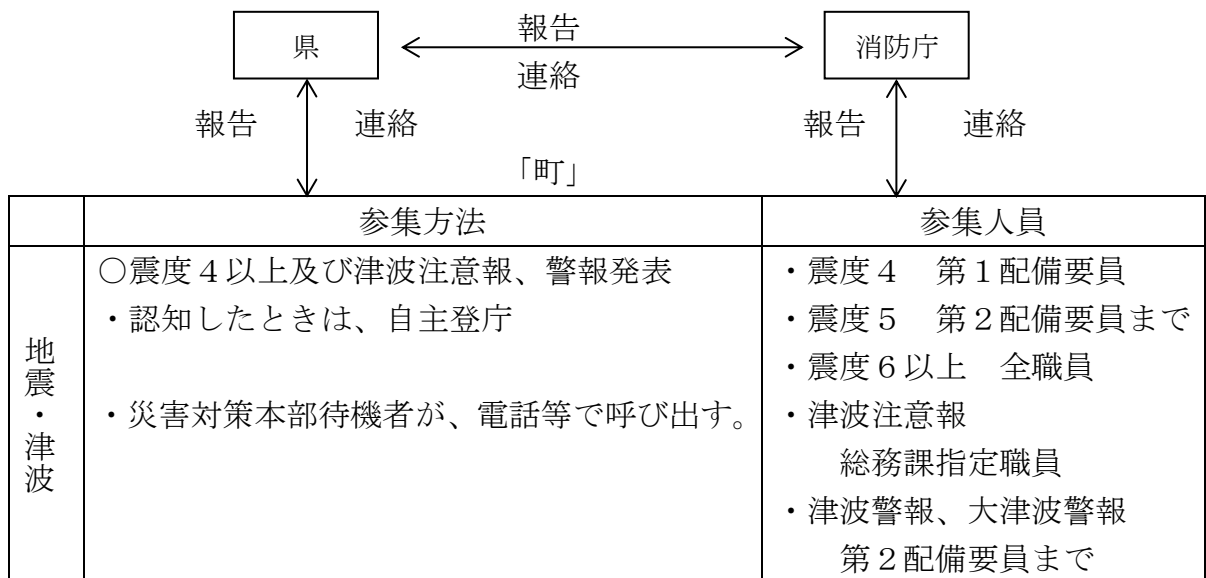 報告
県
消防庁
連絡
報告 連絡
報告 連絡
「町」
参集方法
参集人員
地震・津波
○震度４以上及び津波注意報、警報発表
・認知したときは、自主登庁
・災害対策本部待機者が、電話等で呼び出す。
・震度４ 第１配備要員
・震度５ 第２配備要員まで
・震度６以上 全職員
・津波注意報
総務課指定職員
・津波警報、大津波警報
第２配備要員まで